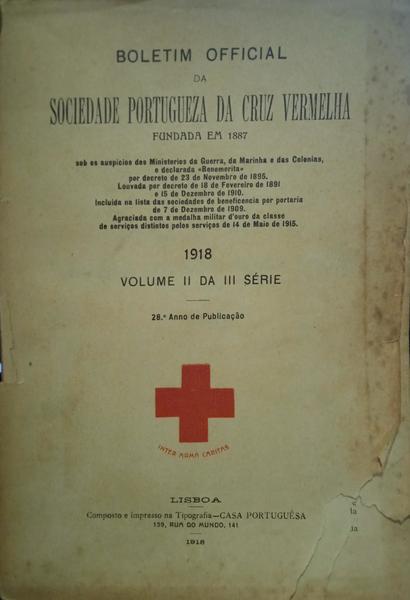 BOLETIM OFFICIAL
DA
SOCIEDADE PORTUGUEZA DA CRUZ VERMELHA
FUNDADA EM 1887
sob os auspicios dos Ministerios da Guerra, da Marinha e das Colonias,
e declarada «Benemerita»
por decreto de 23 de Novembro de 1895.
Louvada por decreto de 18 de Fevereiro de 1891
e 15 de Dezembro de 1910.
Incluida na lista das sociedades de beneficencia por portaria
de 7 de Dezembro de 1909.
Agraciada com a medalha militar d'ouro da classe
de serviços distintos pelos serviços de 14 de Maio de 1915.
1918
VOLUME II DA III SÉRIE
28.º Anno de Publicação
INTER ARMA CARITAS
LISBOA
Composto e impresso na Tipografia—CASA PORTUGUÊSA
139, RUA DO MUNDO, 141
1918
la
ia